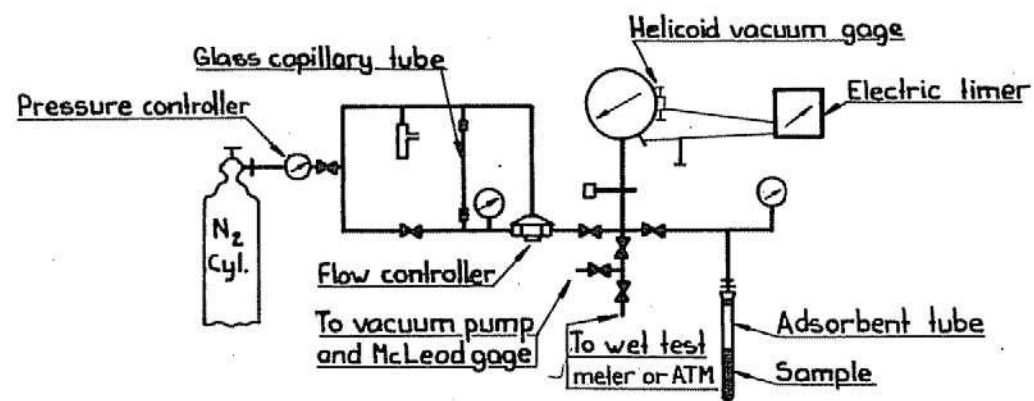 Helicoid vacuum gage
Glass capillary tube
Electric timer
Pressure controller
N2
Cyl.
Flow controller
To vacuum pump
and McLead gage
To wet test
meter or ATM
Adsorbent tube
Sample